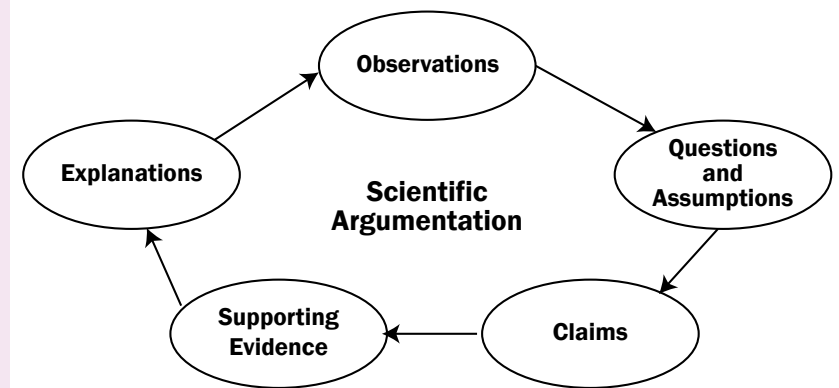 Observations
Questions
and
Assumptions
Explanations
Scientific
Argumentation
Supporting
Evidence
Claims